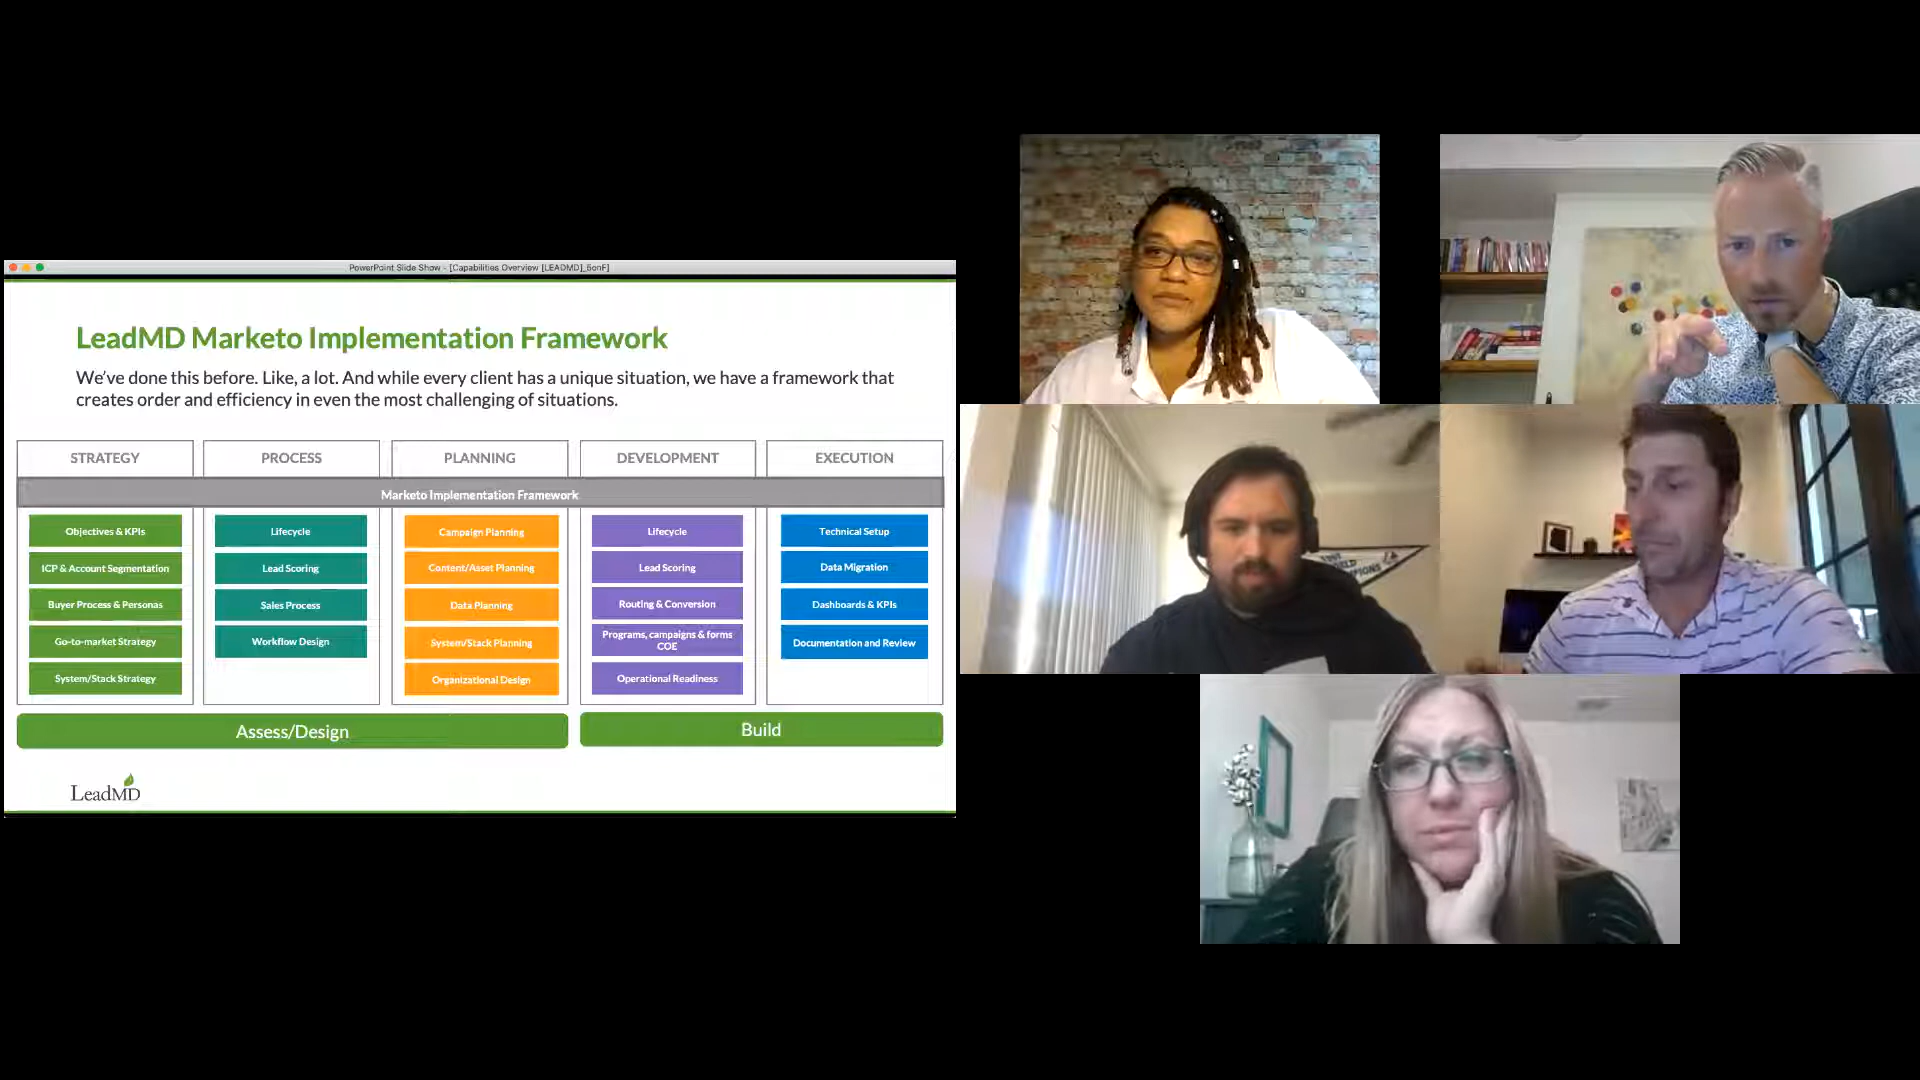 PowerPoint Slide Show - [Capabilities Overview [LEADMD]_6onF]
LeadMD Marketo Implementation Framework
We've done this before. Like, a lot. And while every client has a unique situation, we have a framework that
creates order and efficiency in even the most challenging of situations.
STRATEGY
PROCESS
PLANNING
DEVELOPMENT
EXECUTION
Marketo Implementation Framework
Objectives & KPIs
ICP & Account Segmentation
Buyer Process & Personas
Go-to-market Strategy
System/Stack Strategy
Lifecycle
Lead Scoring
Sales Process
Workflow Design
Campaign Planning
Content/Asset Planning
Data Planning
System/Stack Planning
Organizational Design
Lifecycle
Lead Scoring
Routing & Conversion
Programs, campaigns & forms
COE
Operational Readiness
Technical Setup
Data Migration
Dashboards & KPIs
Documentation and Review
Assess/Design
Build
LeadMD